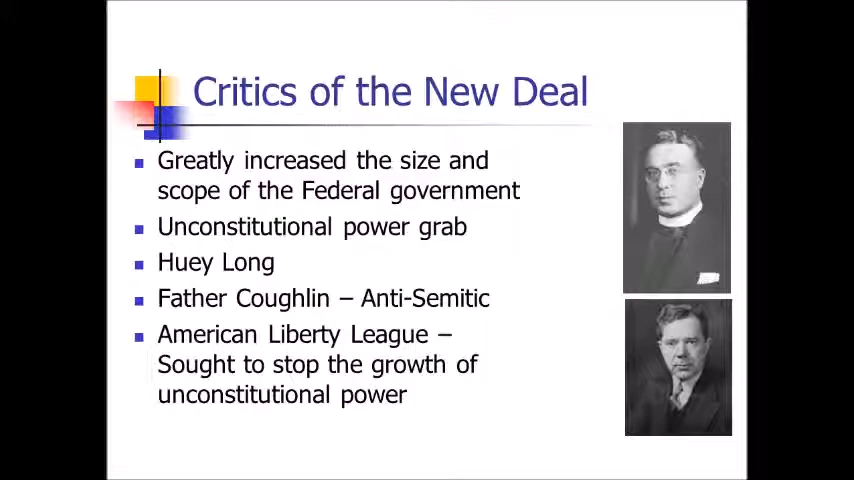 Critics of the New Deal
Greatly increased the size and
scope of the Federal government
Unconstitutional power grab
Huey Long
Father Coughlin – Anti-Semitic
American Liberty League –
Sought to stop the growth of
unconstitutional power